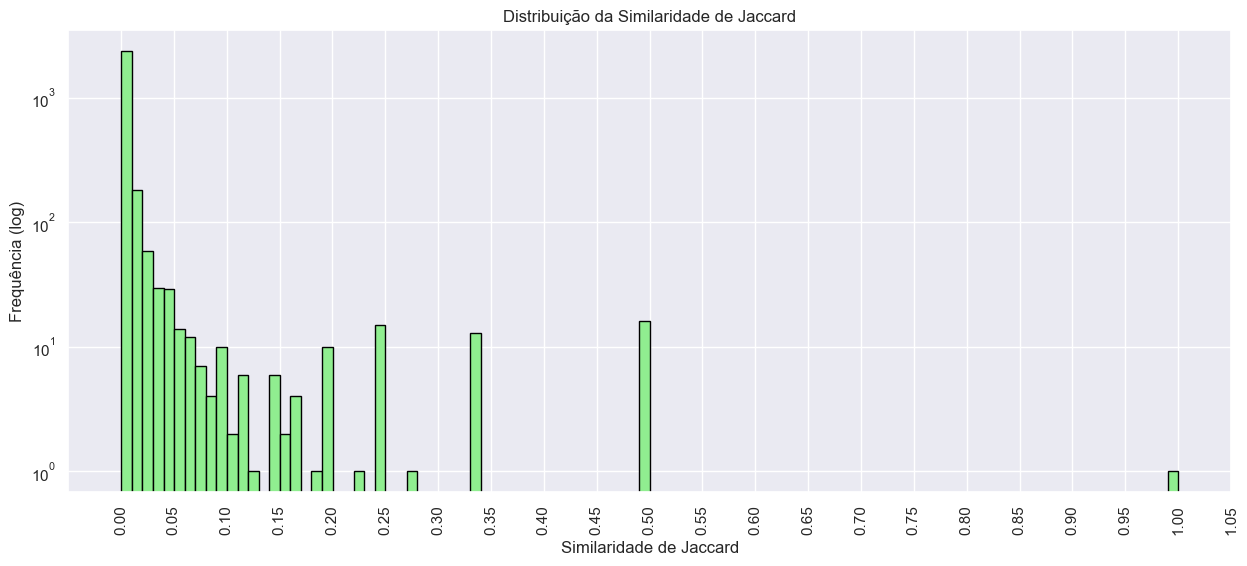 Distribuição da Similaridade de Jaccard
Frequência (log)
10³
10²
10¹
10⁰
0.00 0.05 0.10 0.15 0.20 0.25 0.30 0.35 0.40 0.45 0.50 0.55 0.60 0.65 0.70 0.75 0.80 0.85 0.90 0.95 1.00 1.05
Similaridade de Jaccard